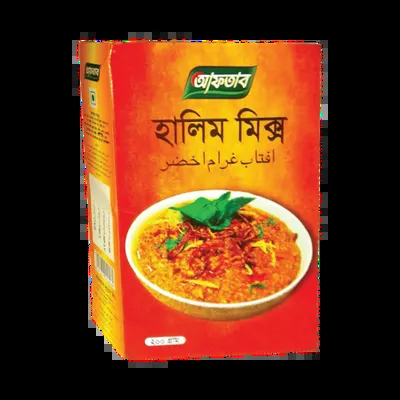 আফতাব
হালিম মিক্স
افتاب غرام اخضر
২০০ গ্রাম